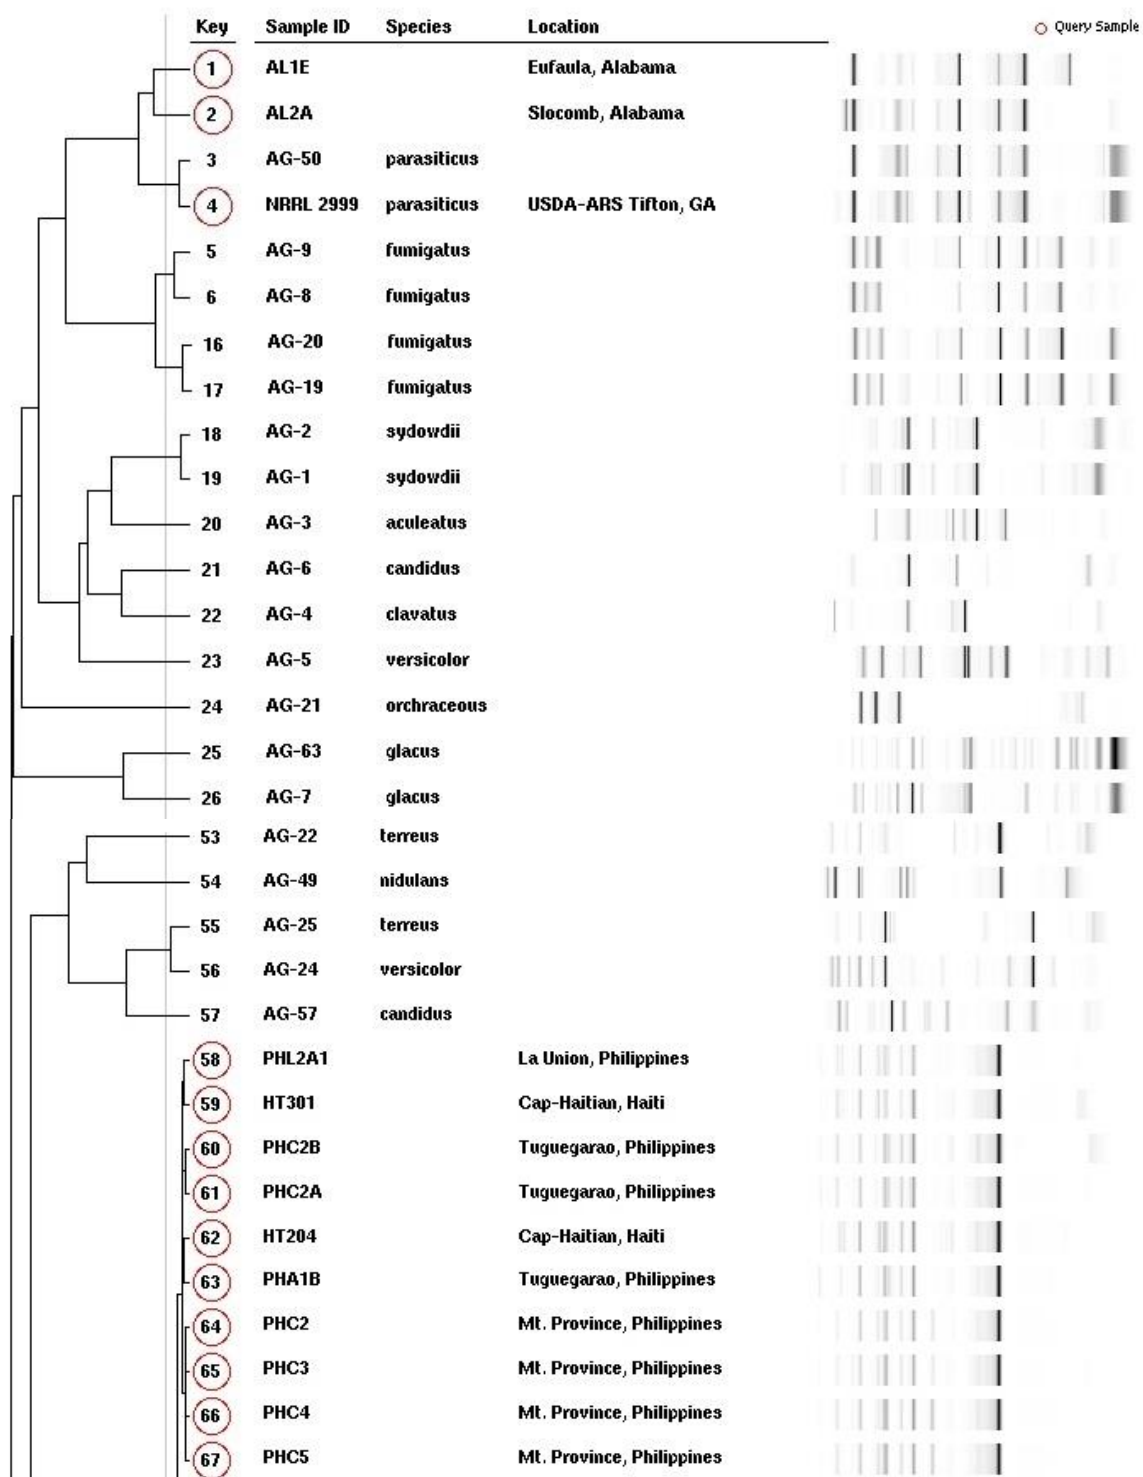 Key Sample ID Species Location Query Sample
1 AL1E Eufaula, Alabama
2 AL2A Slocomb, Alabama
3 AG-50 parasiticus
4 NRRL 2999 parasiticus USDA-ARS Tifton, GA
5 AG-9 fumigatus
6 AG-8 fumigatus
16 AG-20 fumigatus
17 AG-19 fumigatus
18 AG-2 sydowdii
19 AG-1 sydowdii
20 AG-3 aculeatus
21 AG-6 candidus
22 AG-4 clavatus
23 AG-5 versicolor
24 AG-21 orchraceous
25 AG-63 glacus
26 AG-7 glacus
53 AG-22 terreus
54 AG-49 nidulans
55 AG-25 terreus
56 AG-24 versicolor
57 AG-57 candidus
58 PHL2A1 La Union, Philippines
59 HT301 Cap-Haitian, Haiti
60 PHC2B Tuguegarao, Philippines
61 PHC2A Tuguegarao, Philippines
62 HT204 Cap-Haitian, Haiti
63 PHA1B Tuguegarao, Philippines
64 PHC2 Mt. Province, Philippines
65 PHC3 Mt. Province, Philippines
66 PHC4 Mt. Province, Philippines
67 PHC5 Mt. Province, Philippines